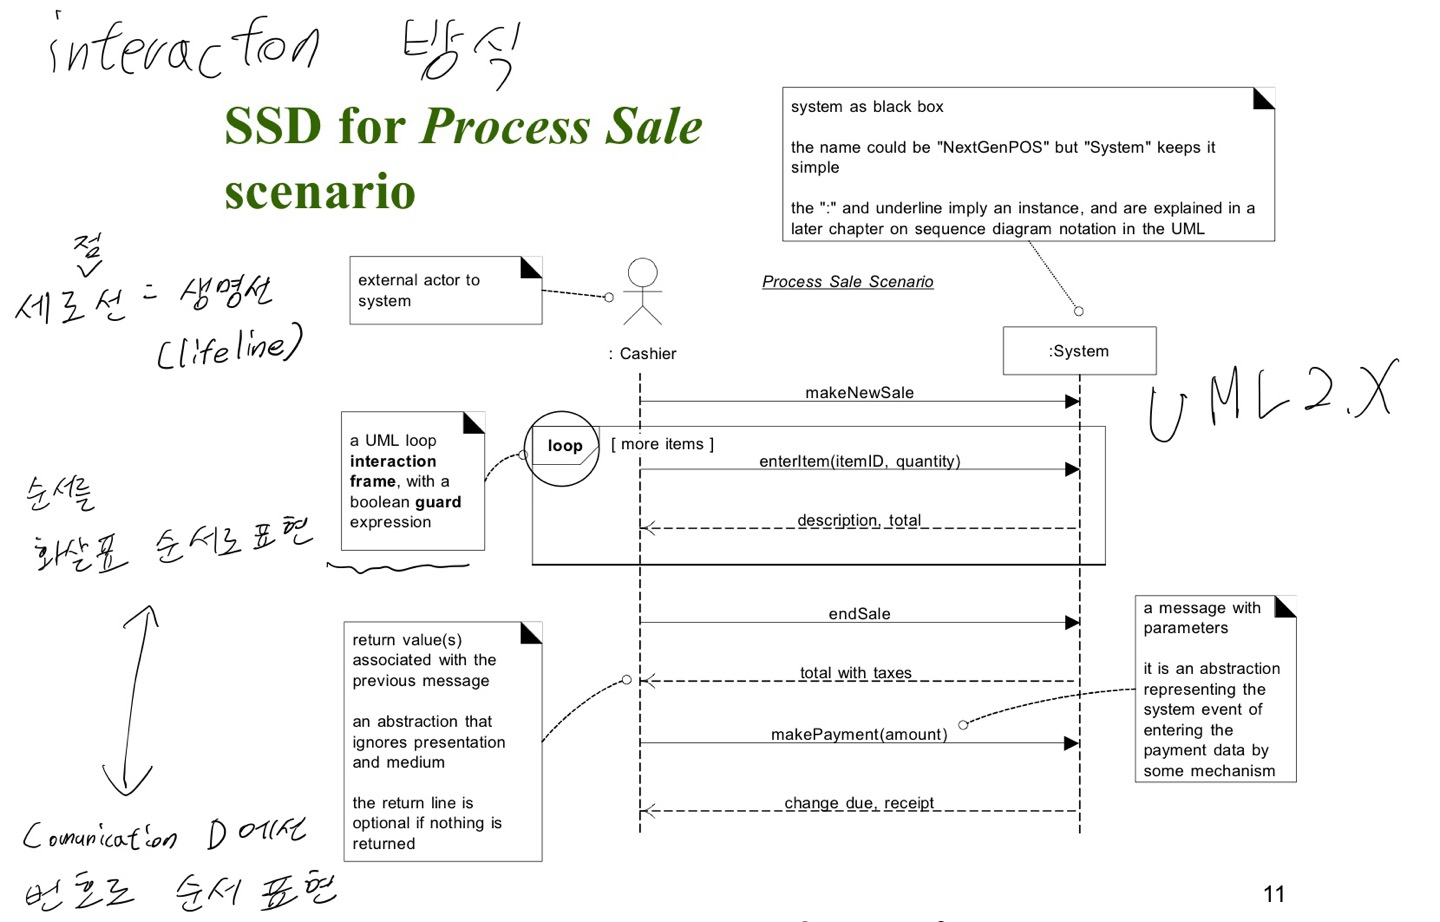 interacton 방식
SSD for Process Sale
scenario
system as black box
the name could be "NextGenPOS" but "System" keeps it
simple
the ":" and underline imply an instance, and are explained in a
later chapter on sequence diagram notation in the UML
점
세로 선 = 생명선
(lifeline)
external actor to
system
Process Sale Scenario
: Cashier
:System
UML 2.X
makeNewSale
a UML loop
interaction
frame, with a
boolean guard
expression
loop
[ more items ]
enterItem(itemID, quantity)
description, total
순서를
화살표 순서로 표현
endSale
return value(s)
associated with the
previous message
an abstraction that
ignores presentation
and medium
the return line is
optional if nothing is
returned
total with taxes
makePayment(amount)
a message with
parameters
it is an abstraction
representing the
system event of
entering the
payment data by
some mechanism
change due, receipt
Comunication D에선
번호로 순서 표현
11